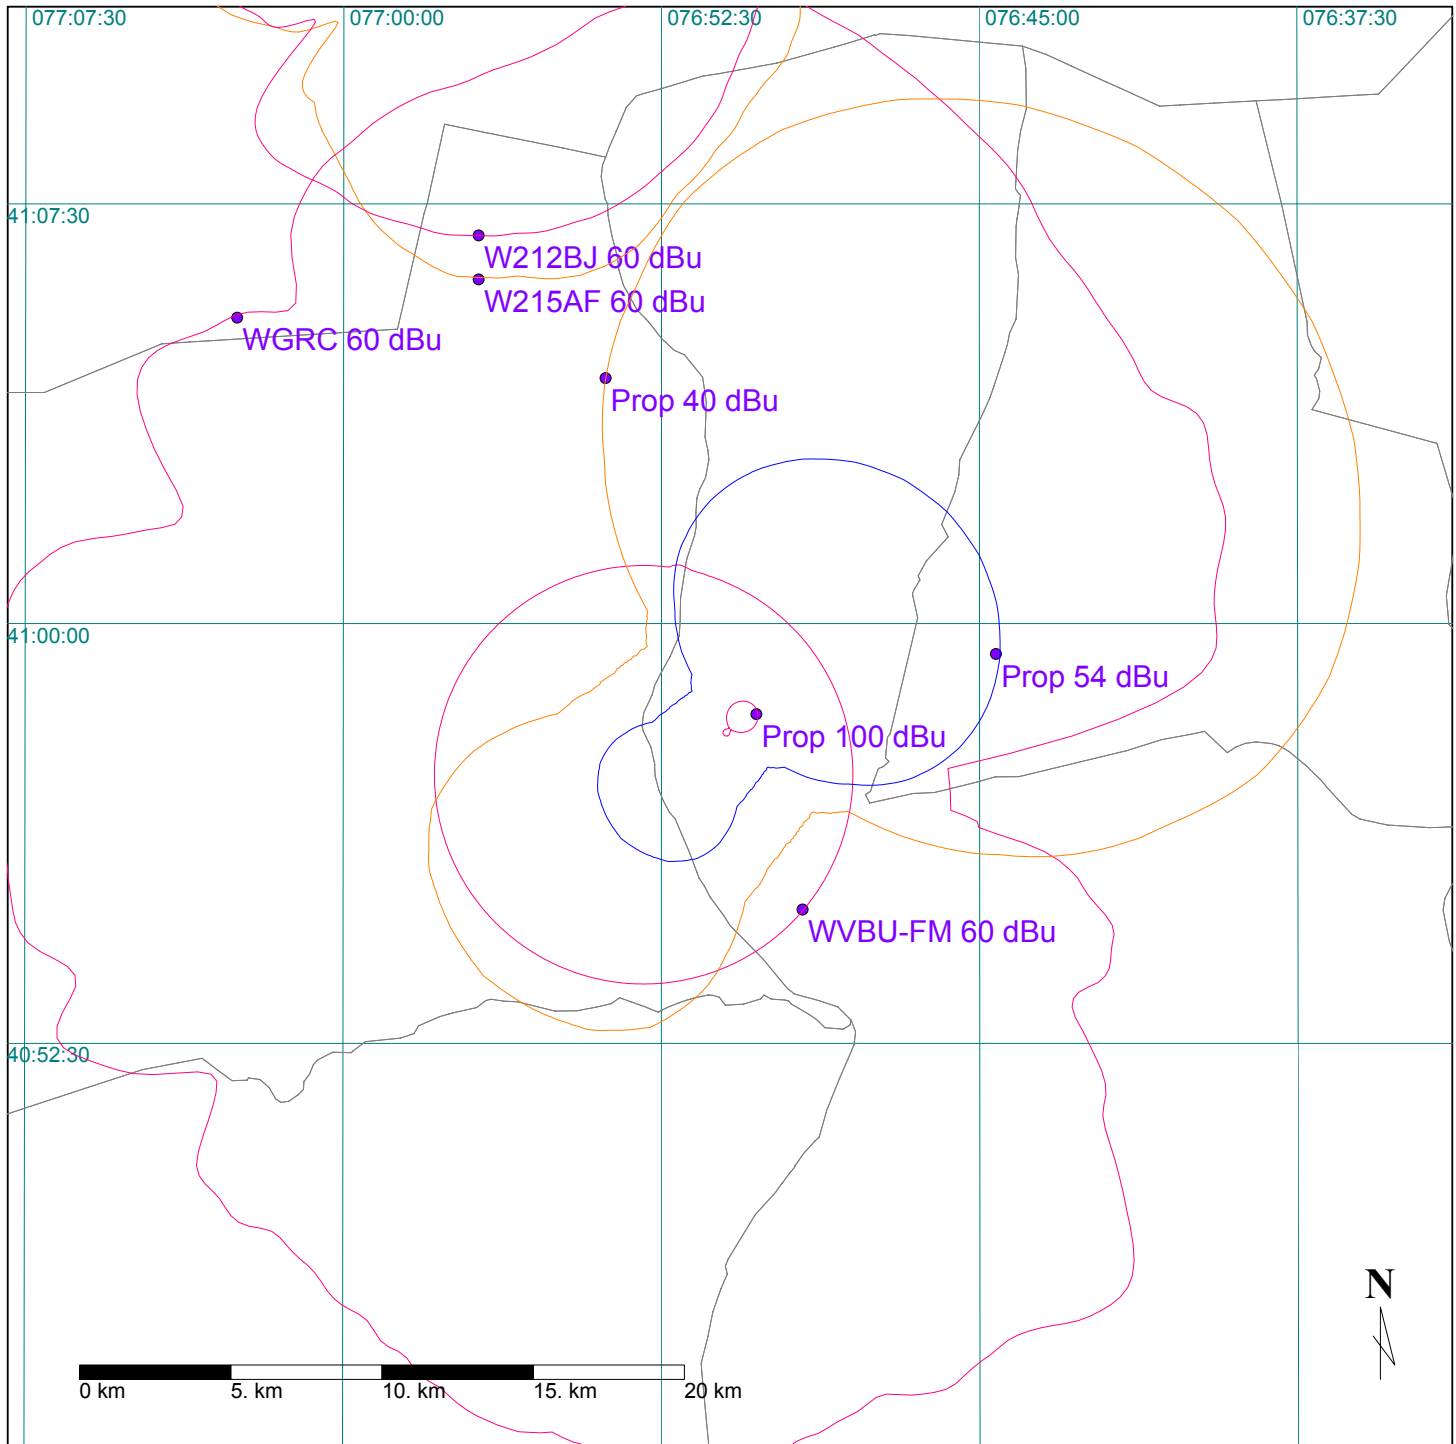 077:07:30
077:00:00
076:52:30
076:45:00
076:37:30
41:07:30
W212BJ 60 dBu
W215AF 60 dBu
WGRC 60 dBu
Prop 40 dBu
41:00:00
Prop 54 dBu
Prop 100 dBu
WVBU-FM 60 dBu
40:52:30
N
0 km
5. km
10. km
15. km
20 km